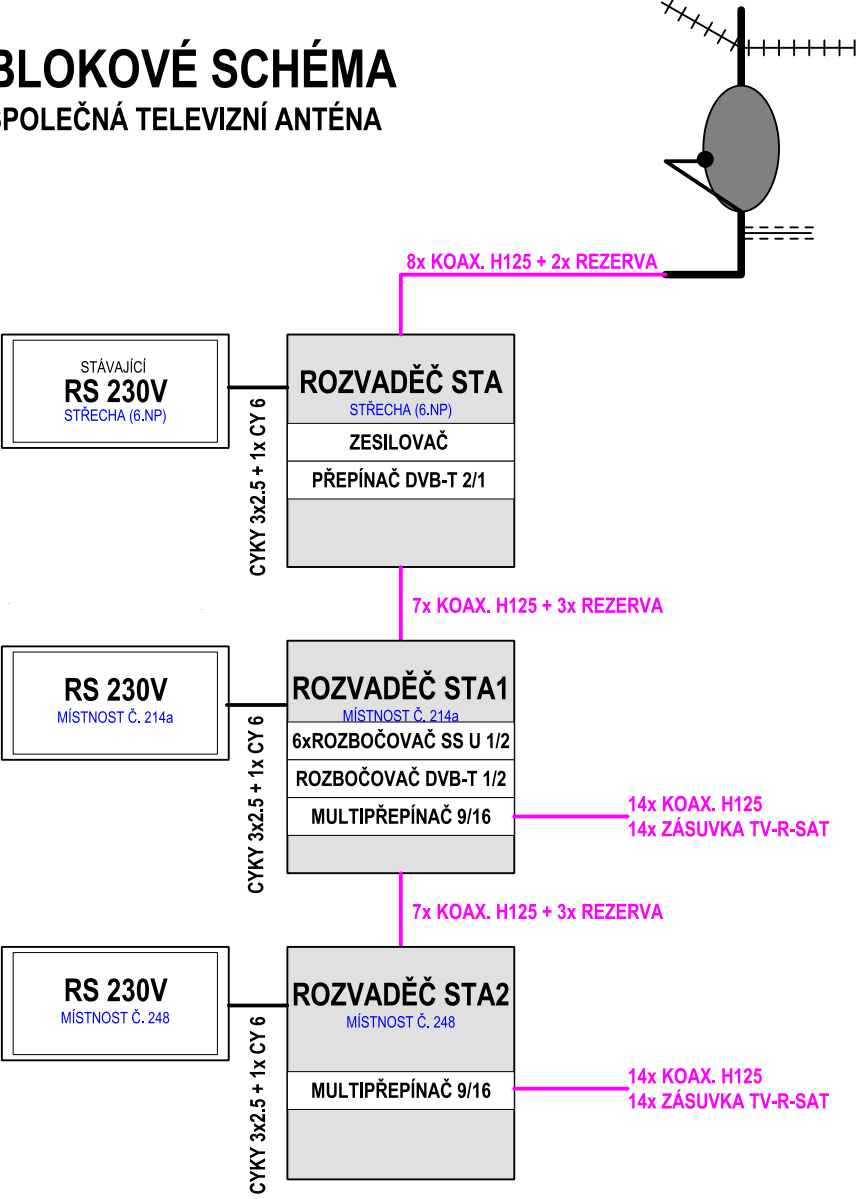 BLOKOVÉ SCHÉMA
SPOLEČNÁ TELEVIZNÍ ANTÉNA
8x KOAX. H125 + 2x REZERVA
STÁVAJÍCÍ
RS 230V
STŘECHA (6.NP)
CYKY 3x2.5 + 1x CY 6
ROZVADĚČ STA
STŘECHA (6.NP)
ZESILOVAČ
PŘEPÍNAČ DVB-T 2/1
7x KOAX. H125 + 3x REZERVA
RS 230V
MÍSTNOST Č. 214a
CYKY 3x2.5 + 1x CY 6
ROZVADĚČ STA1
MÍSTNOST Č. 214a
6xROZBOČOVAČ SS U 1/2
ROZBOČOVAČ DVB-T 1/2
MULTIPŘEPÍNAČ 9/16
14x KOAX. H125
14x ZÁSUVKA TV-R-SAT
7x KOAX. H125 + 3x REZERVA
RS 230V
MÍSTNOST Č. 248
CYKY 3x2.5 + 1x CY 6
ROZVADĚČ STA2
MÍSTNOST Č. 248
MULTIPŘEPÍNAČ 9/16
14x KOAX. H125
14x ZÁSUVKA TV-R-SAT